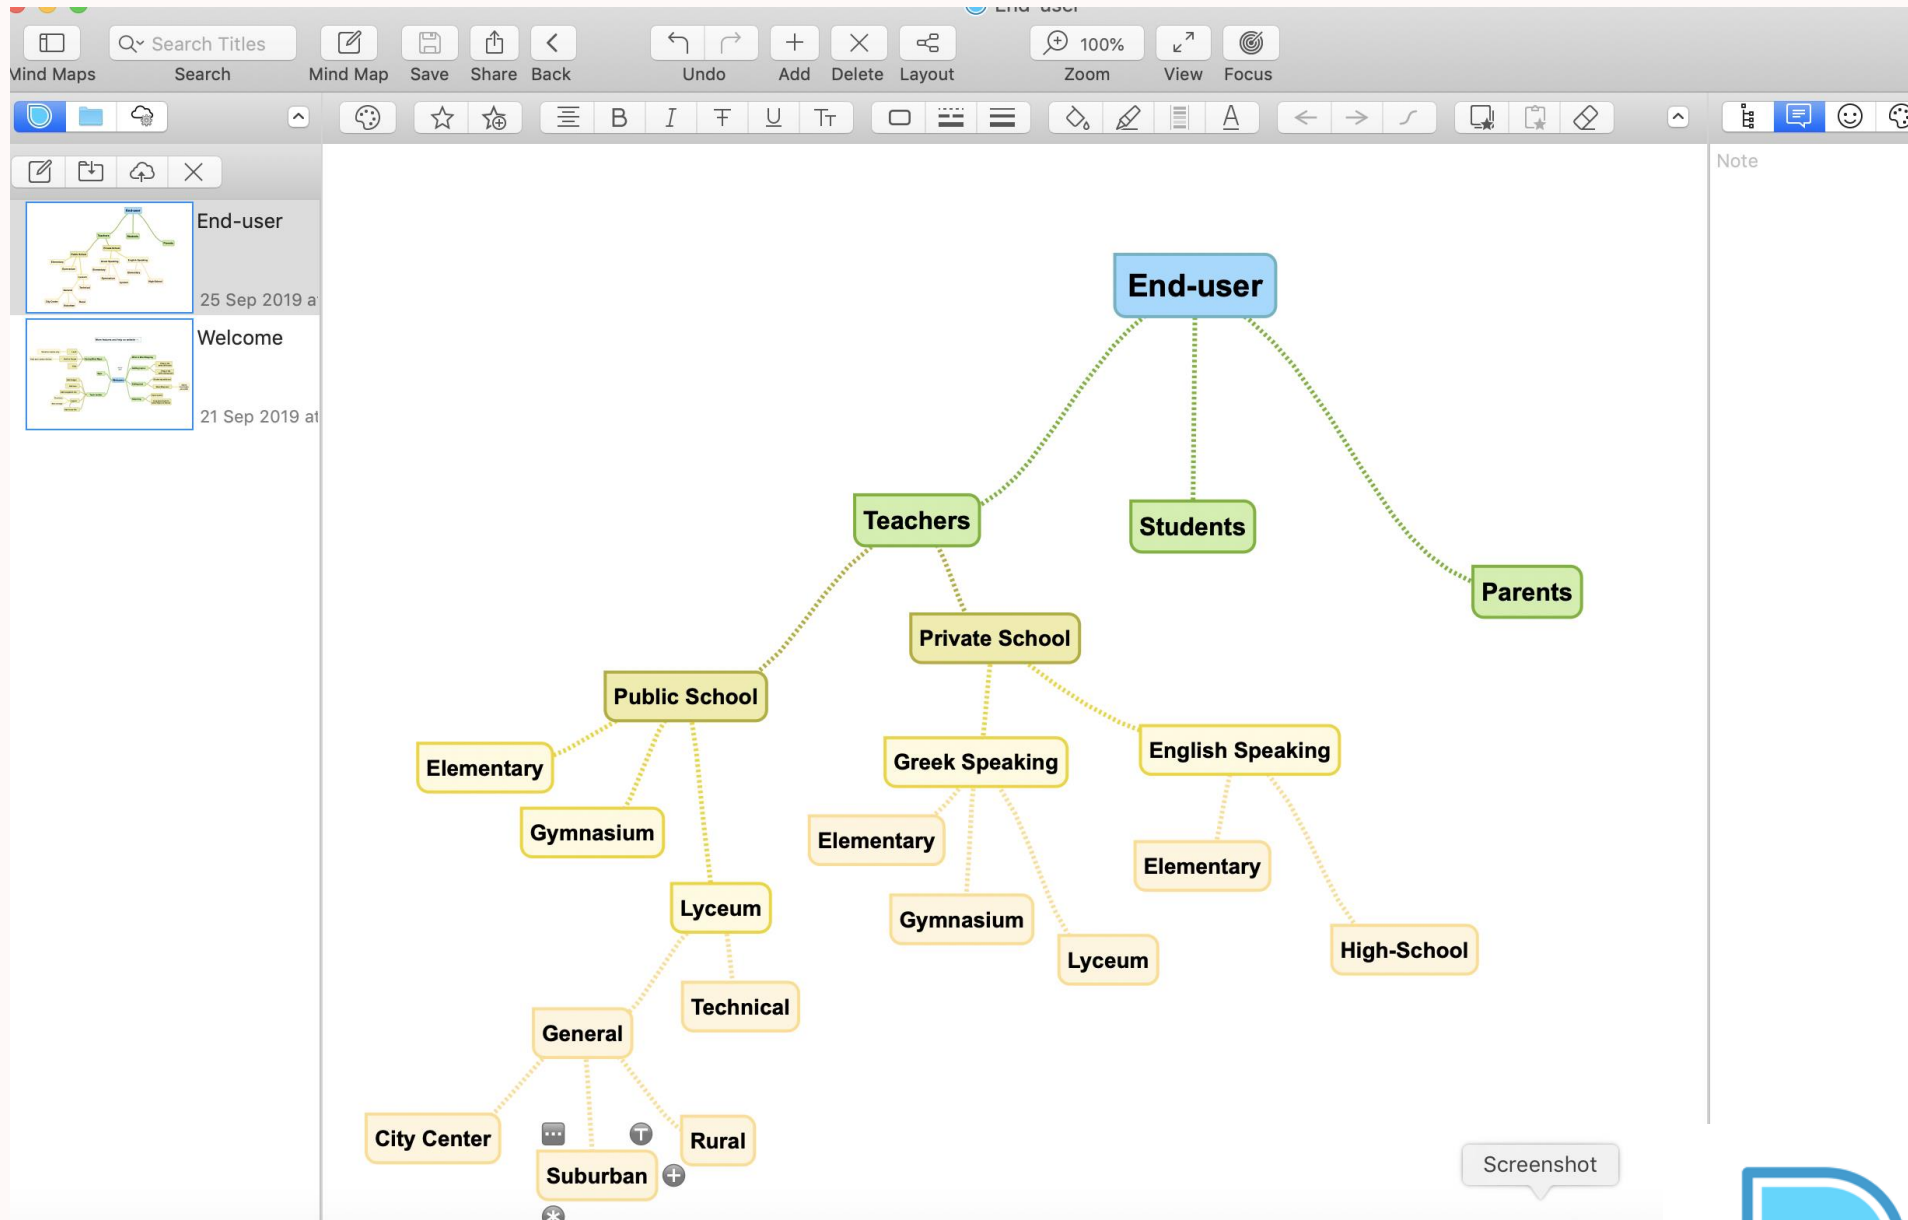 End-user
Search Titles
100%
Mind Maps
Search
Mind Map
Save
Share
Back
Undo
Add
Delete
Layout
Zoom
View
Focus
Note
End-user
25 Sep 2019 a
Welcome
21 Sep 2019 at
End-user
Teachers
Students
Parents
Private School
Public School
Greek Speaking
English Speaking
Elementary
Gymnasium
Elementary
Elementary
Lyceum
Gymnasium
Lyceum
High-School
Technical
General
City Center
Rural
Suburban
Screenshot